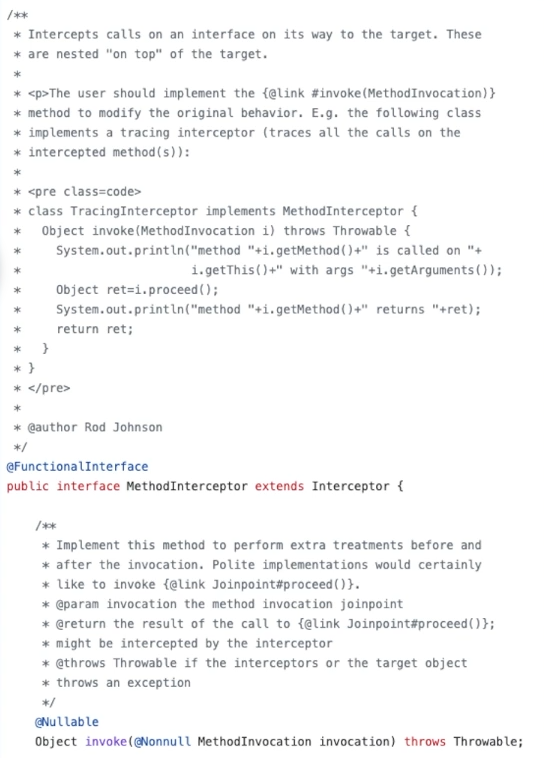 /**
 * Intercepts calls on an interface on its way to the target. These
 * are nested "on top" of the target.
 *
 * <p>The user should implement the {@link #invoke(MethodInvocation)}
 * method to modify the original behavior. E.g. the following class
 * implements a tracing interceptor (traces all the calls on the
 * intercepted method(s)):
 *
 * <pre class=code>
 * class TracingInterceptor implements MethodInterceptor {
 *   Object invoke(MethodInvocation i) throws Throwable {
 *     System.out.println("method "+i.getMethod()+" is called on "+
 *                        i.getThis()+" with args "+i.getArguments());
 *     Object ret=i.proceed();
 *     System.out.println("method "+i.getMethod()+" returns "+ret);
 *     return ret;
 *   }
 * }
 * </pre>
 *
 * @author Rod Johnson
 */
@FunctionalInterface
public interface MethodInterceptor extends Interceptor {

    /**
     * Implement this method to perform extra treatments before and
     * after the invocation. Polite implementations would certainly
     * like to invoke {@link Joinpoint#proceed()}.
     * @param invocation the method invocation joinpoint
     * @return the result of the call to {@link Joinpoint#proceed()};
     * might be intercepted by the interceptor
     * @throws Throwable if the interceptors or the target object
     * throws an exception
     */
    @Nullable
    Object invoke(@Nonnull MethodInvocation invocation) throws Throwable;